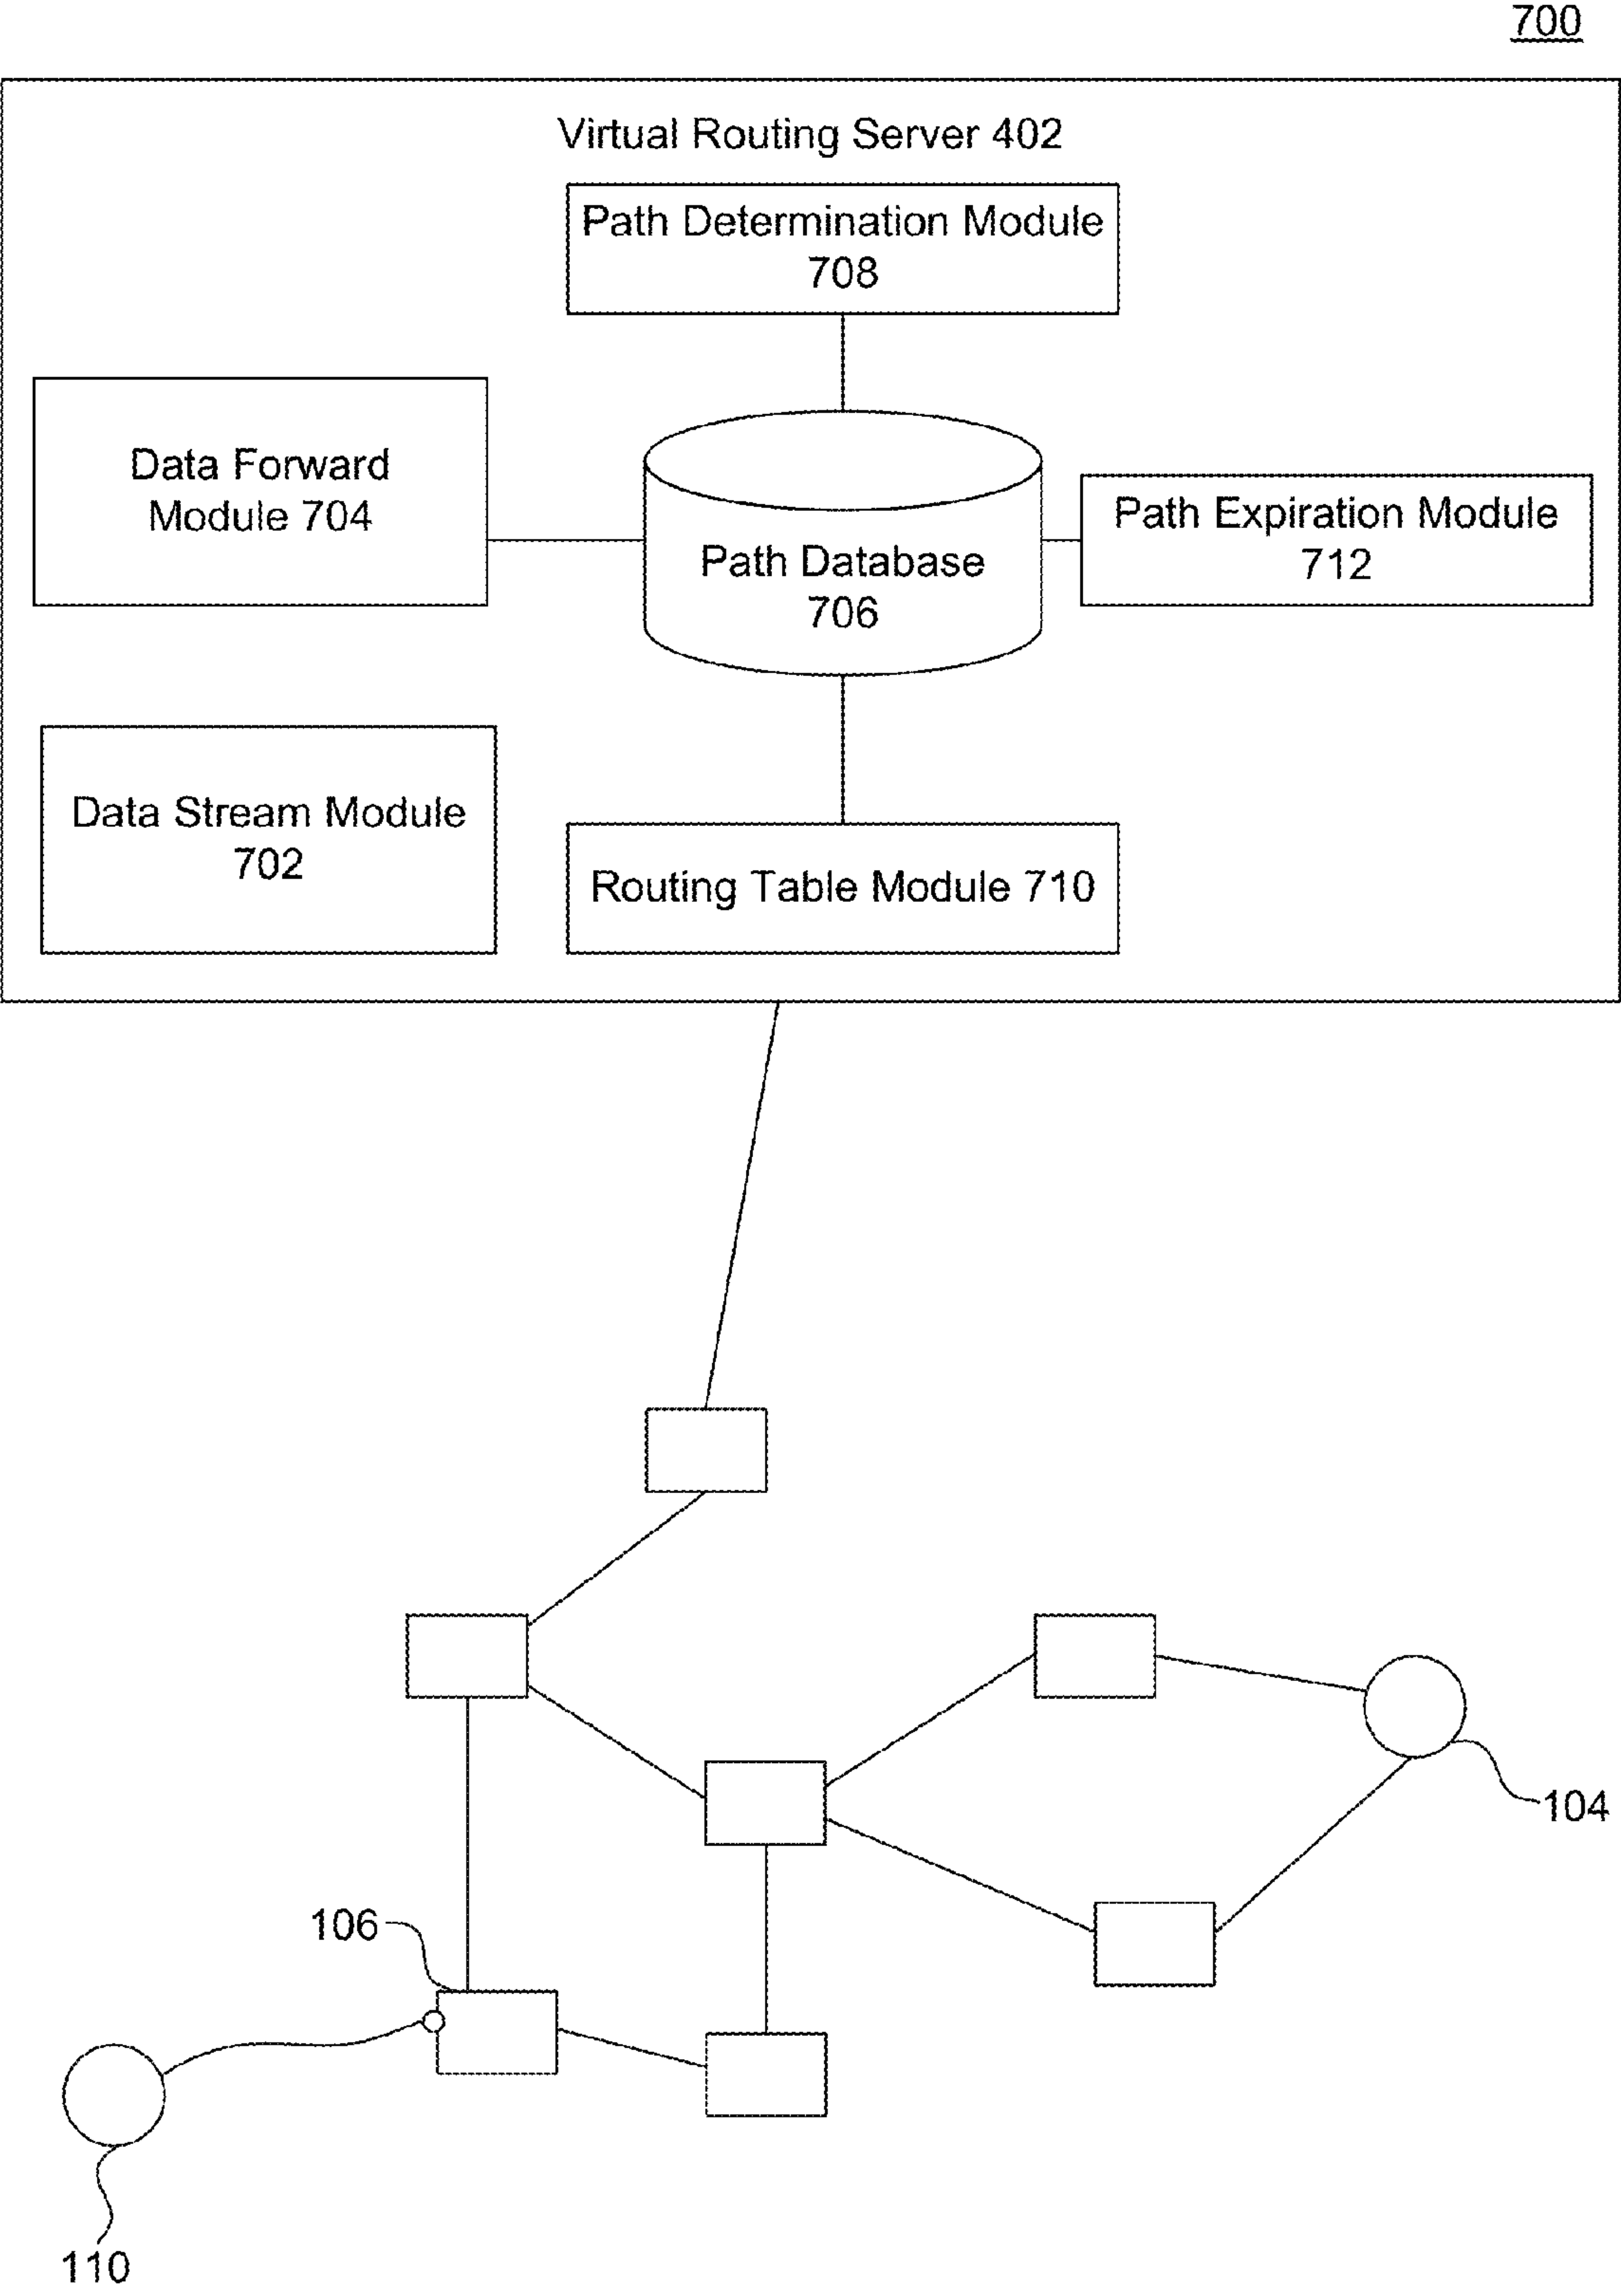 700
Virtual Routing Server 402
Path Determination Module
708
Data Forward
Module 704
Path Database
706
Path Expiration Module
712
Data Stream Module
702
Routing Table Module 710
104
106
110